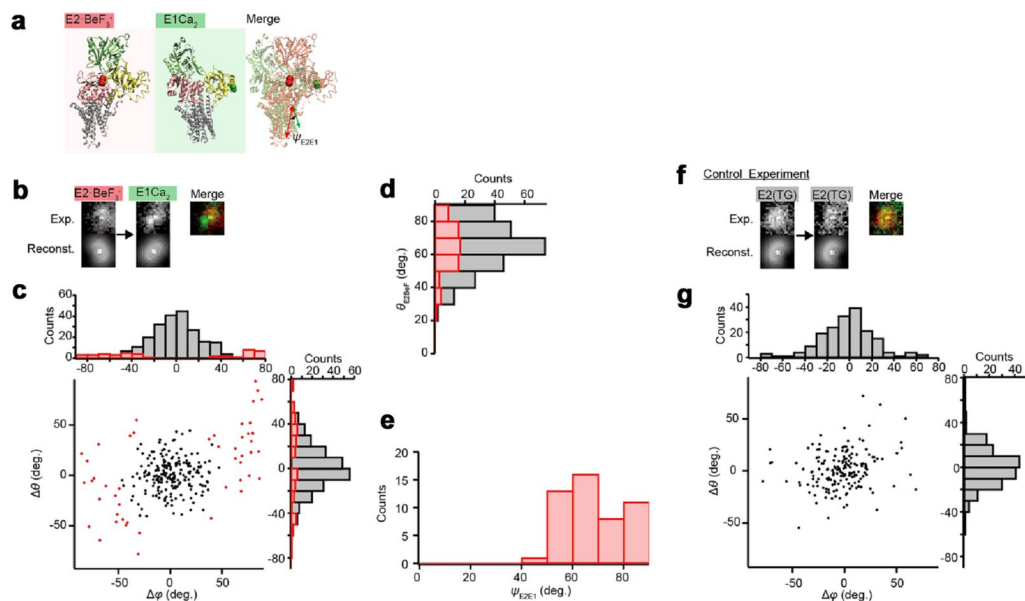 a
E2·BeF3-
E1Ca2
Merge
ΨE2E1
b
E2·BeF3-
E1Ca2
Merge
Exp.
Reconst.
c
Counts
60
40
20
0
-80
-40
0
40
80
Counts
0 10 20 30 40 50 60
80
40
0
-40
-80
Δθ (deg.)
50
0
-50
-50
0
50
Δφ (deg.)
d
Counts
0 20 40 60
80
60
40
20
0
θE2BeF (deg.)
e
Counts
20
15
10
5
0
0
20
40
60
80
ΨE2E1 (deg.)
f
Control Experiment
E2(TG)
E2(TG)
Merge
Exp.
Reconst.
g
Counts
40
20
0
-80
-60
-40
-20
0
20
40
60
80
Counts
0 10 20 30 40
80
40
0
-40
-80
Δθ (deg.)
50
0
-50
-50
0
50
Δφ (deg.)